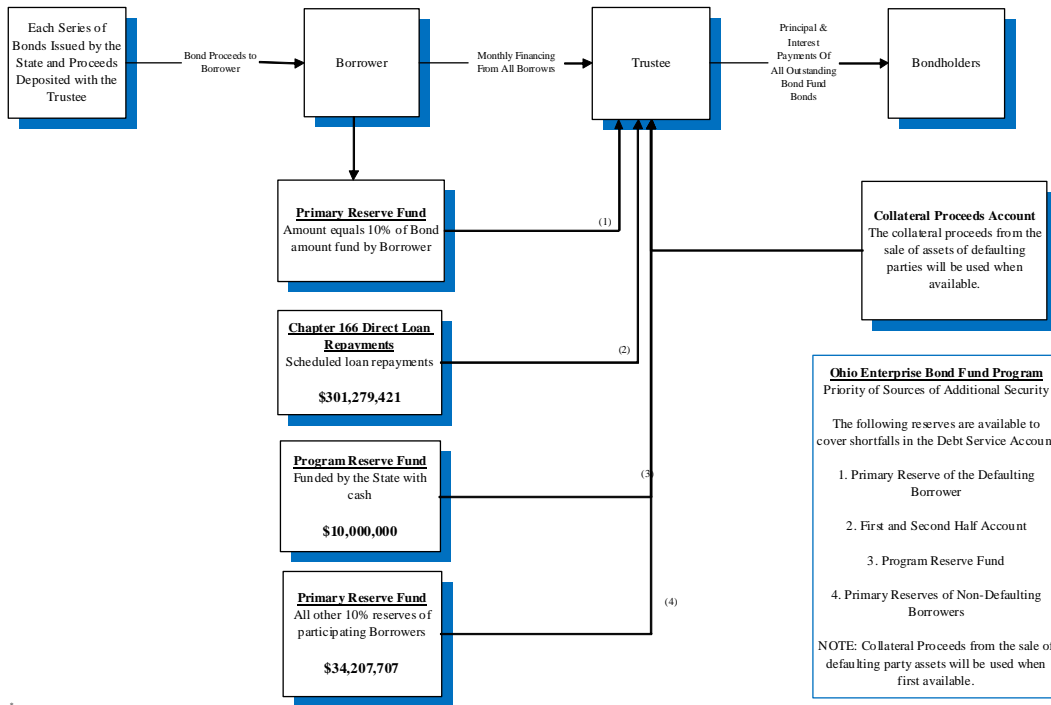 Each Series of
Bonds Issued by the
State and Proceeds
Deposited with the
Trustee
Bond Proceeds to
Borrower
Borrower
Monthly Financing
From All Borrowrs
Trustee
Principal &
Interest
Payments Of
All Outstanding
Bond Fund
Bonds
Bondholders
Primary Reserve Fund
Amount equals 10% of Bond
amount fund by Borrower
(1)
Collateral Proceeds Account
The collateral proceeds from the
sale of assets of defaulting
parties will be used when
available.
Chapter 166 Direct Loan
Repayments
Scheduled loan repayments
$301,279,421
(2)
Program Reserve Fund
Funded by the State with
cash
$10,000,000
(3)
Primary Reserve Fund
All other 10% reserves of
participating Borrowers
$34,207,707
(4)
Ohio Enterprise Bond Fund Program
Priority of Sources of Additional Security
The following reserves are available to
cover shortfalls in the Debt Service Accoun
1. Primary Reserve of the Defaulting
Borrower
2. First and Second Half Account
3. Program Reserve Fund
4. Primary Reserves of Non-Defaulting
Borrowers
NOTE: Collateral Proceeds from the sale of
defaulting party assets will be used when
first available.